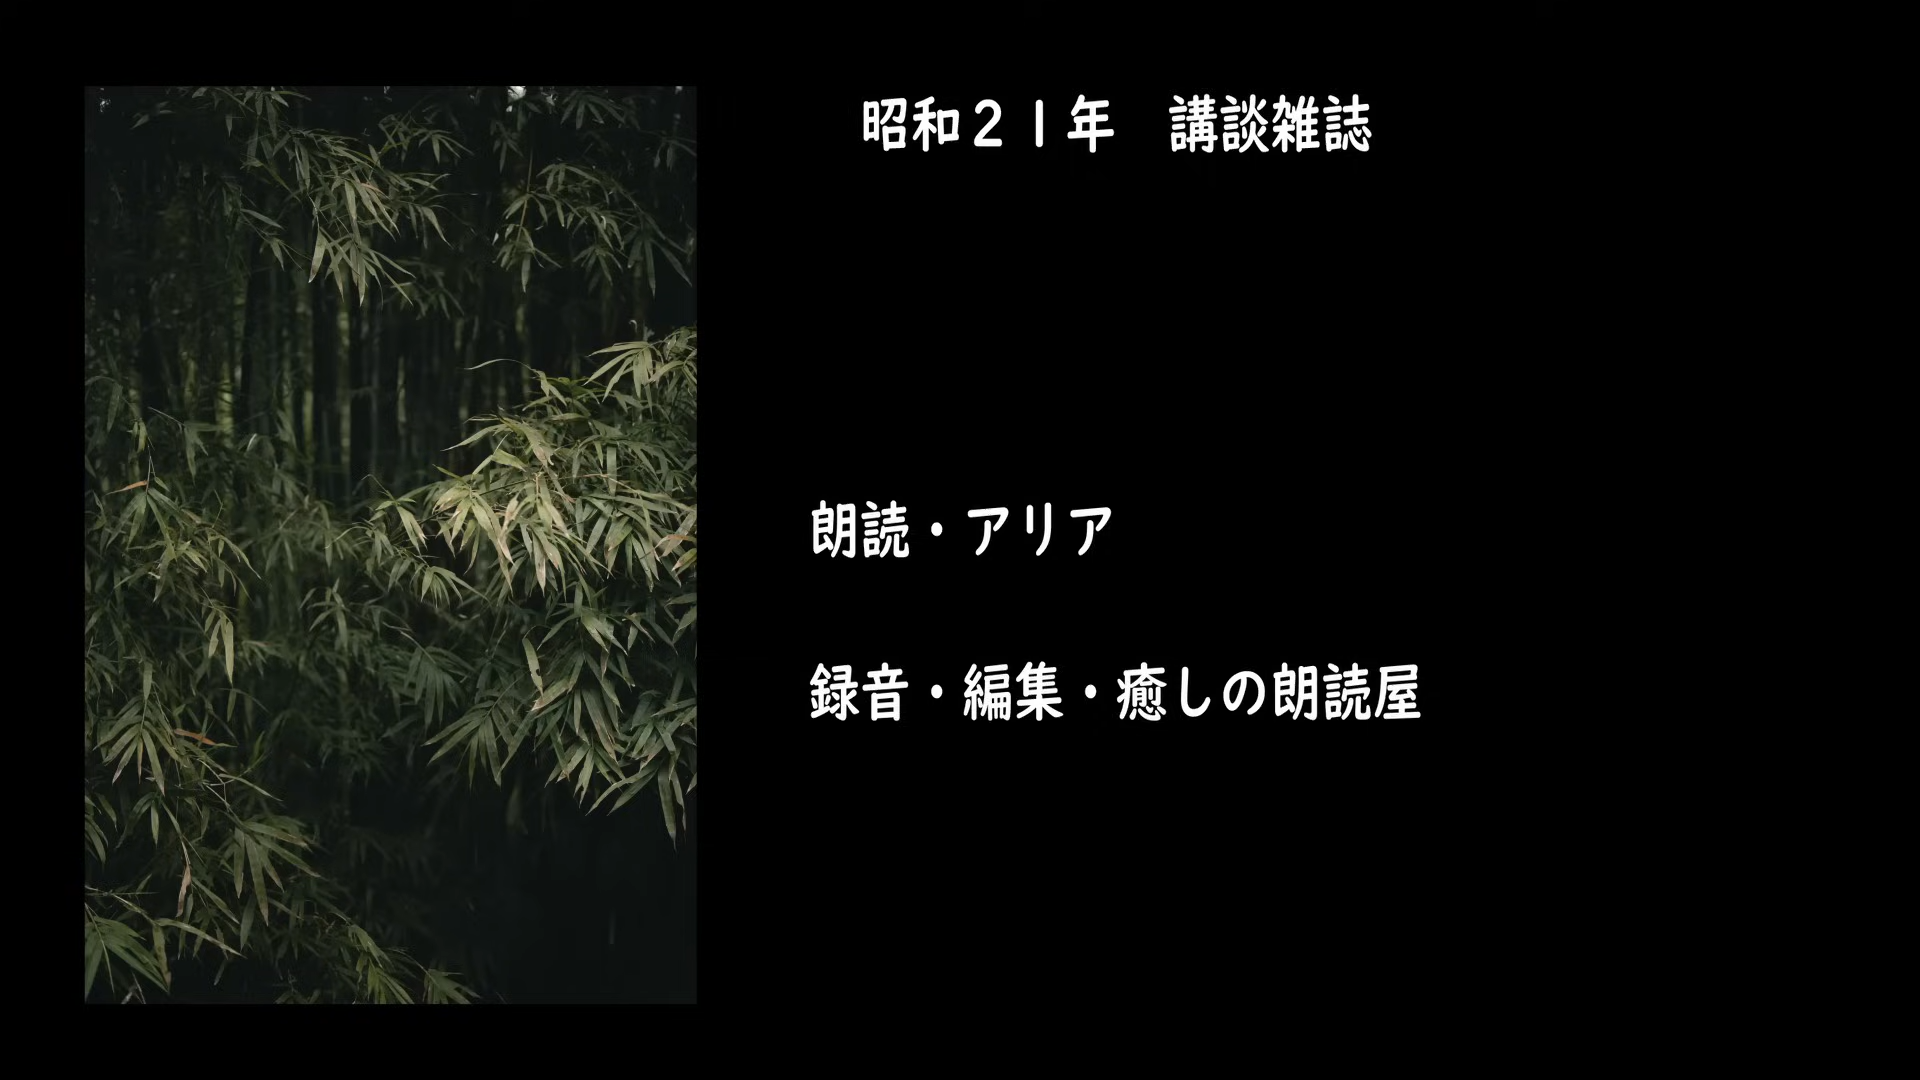 昭和２１年　講談雑誌
朗読・アリア
録音・編集・癒しの朗読屋